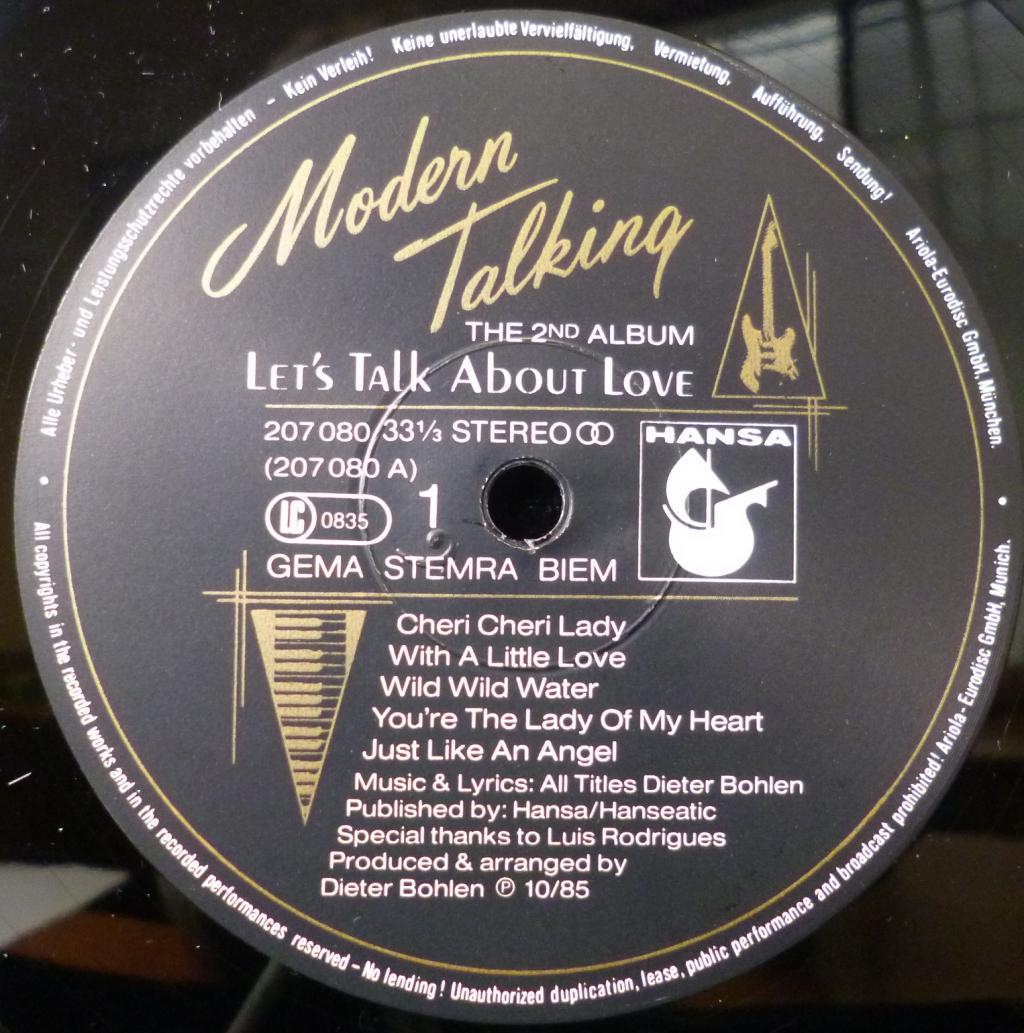 Alle Urheber- und Leistungsschutzrechte vorbehalten - Kein Verleih! Keine unerlaubte Vervielfältigung, Vermietung, Aufführung, Sendung! Ariola-Eurodisc GmbH, München.
Modern
Talking
THE 2ND ALBUM
LET'S TALK ABOUT LOVE
207 080 33⅓ STEREO
(207 080 A)
HANSA
LC 0835
1
GEMA STEMRA BIEM
Cheri Cheri Lady
With A Little Love
Wild Wild Water
You're The Lady Of My Heart
Just Like An Angel
Music & Lyrics: All Titles Dieter Bohlen
Published by: Hansa/Hanseatic
Special thanks to Luis Rodrigues
Produced & arranged by
Dieter Bohlen ℗ 10/85
All copyrights in the recorded works and in the recorded performances reserved - No lending! Unauthorized duplication, lease, public performance and broadcast prohibited! Ariola-Eurodisc GmbH, Munich.